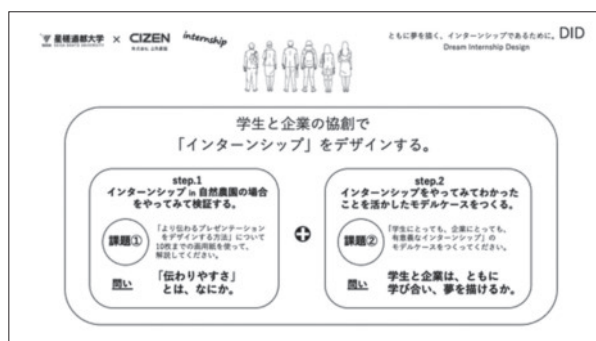 星槎道都大学 × CIZEN internship
ともに夢を描く、インターンシップであるために。DID
Dream Internship Design
学生と企業の協創で
「インターンシップ」をデザインする。
step.1
インターンシップ in 自然農園の場合
をやってみて検証する。
課題①
「より伝わるプレゼンテーション
をデザインする方法」について
10枚までの画用紙を使って、
解説してください。
問い
「伝わりやすさ」
とは、なにか。
step.2
インターンシップをやってみてわかった
ことを活かしたモデルケースをつくる。
課題②
「学生にとっても、企業にとっても、
有意義なインターンシップ」の
モデルケースをつくってください。
問い
学生と企業は、ともに
学び合い、夢を描けるか。